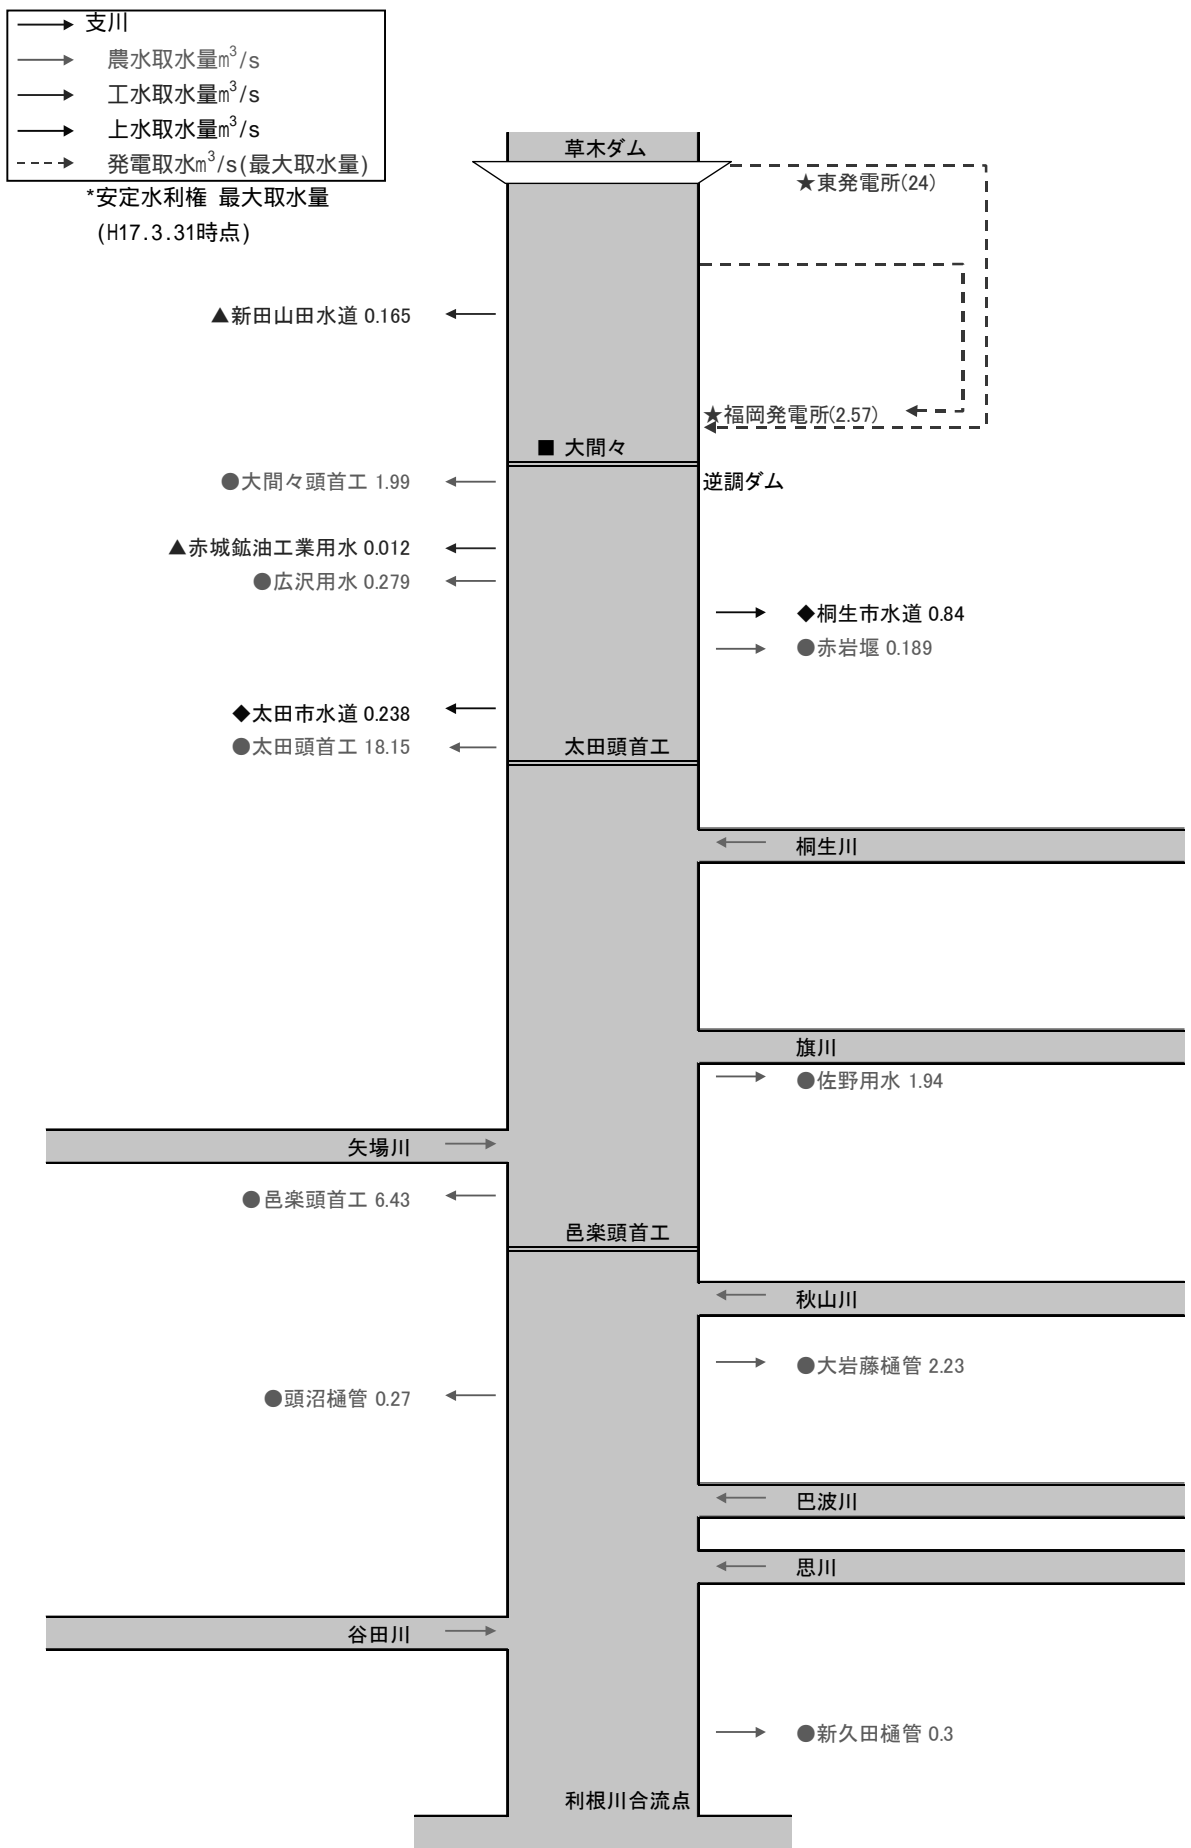 支川
農水取水量m³/s
工水取水量m³/s
上水取水量m³/s
発電取水m³/s(最大取水量)
*安定水利権 最大取水量
(H17.3.31時点)
草木ダム
★東発電所(24)
▲新田山田水道 0.165
★福岡発電所(2.57)
■ 大間々
●大間々頭首工 1.99
逆調ダム
▲赤城鉱油工業用水 0.012
●広沢用水 0.279
◆桐生市水道 0.84
●赤岩堰 0.189
◆太田市水道 0.238
●太田頭首工 18.15
太田頭首工
桐生川
旗川
●佐野用水 1.94
矢場川
●邑楽頭首工 6.43
邑楽頭首工
秋山川
●大岩藤樋管 2.23
●頭沼樋管 0.27
巴波川
思川
谷田川
●新久田樋管 0.3
利根川合流点